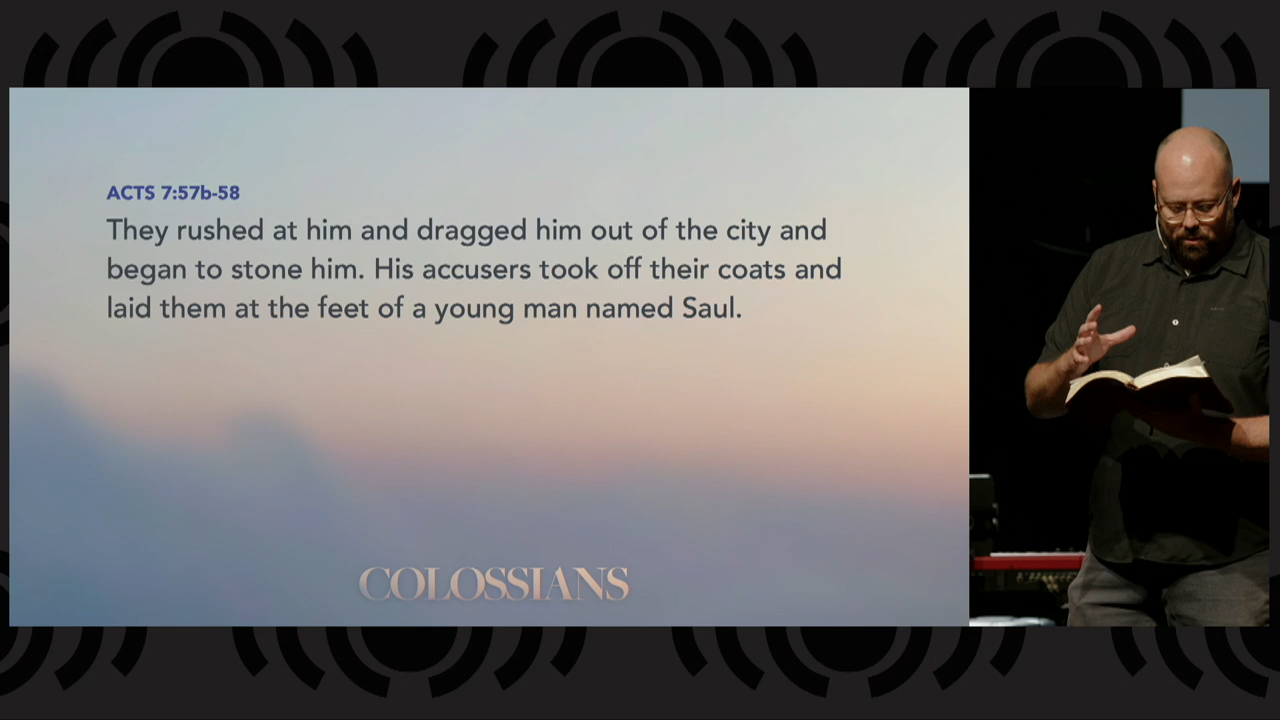 ACTS 7:57b-58
They rushed at him and dragged him out of the city and
began to stone him. His accusers took off their coats and
laid them at the feet of a young man named Saul.
COLOSSIANS